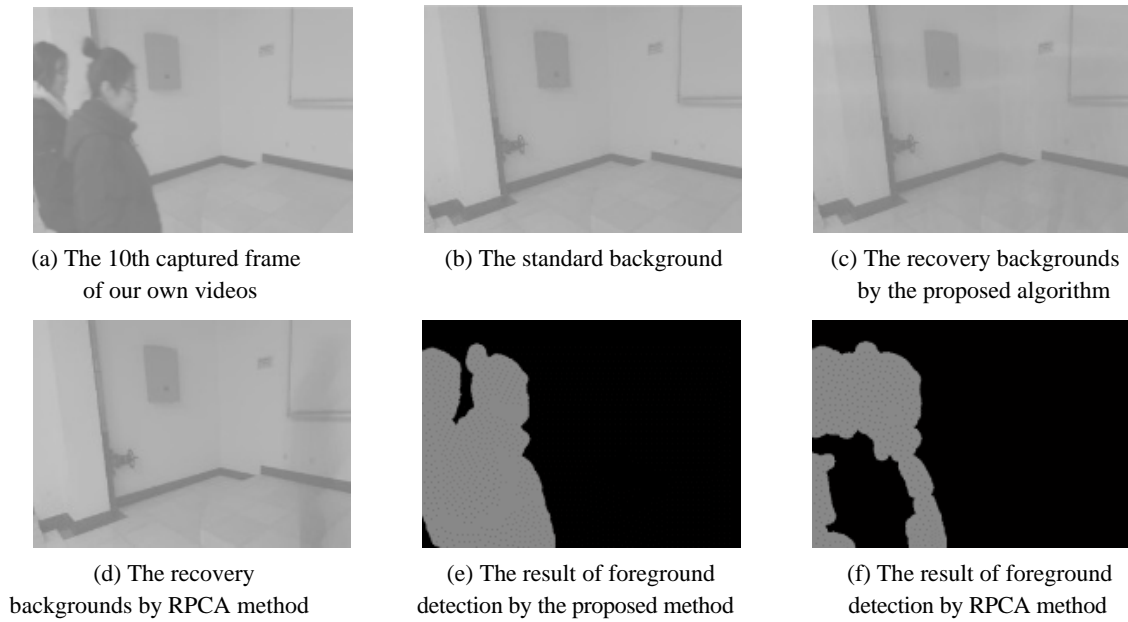 (a) The 10th captured frame
of our own videos
(b) The standard background
(c) The recovery backgrounds
by the proposed algorithm
(d) The recovery
backgrounds by RPCA method
(e) The result of foreground
detection by the proposed method
(f) The result of foreground
detection by RPCA method